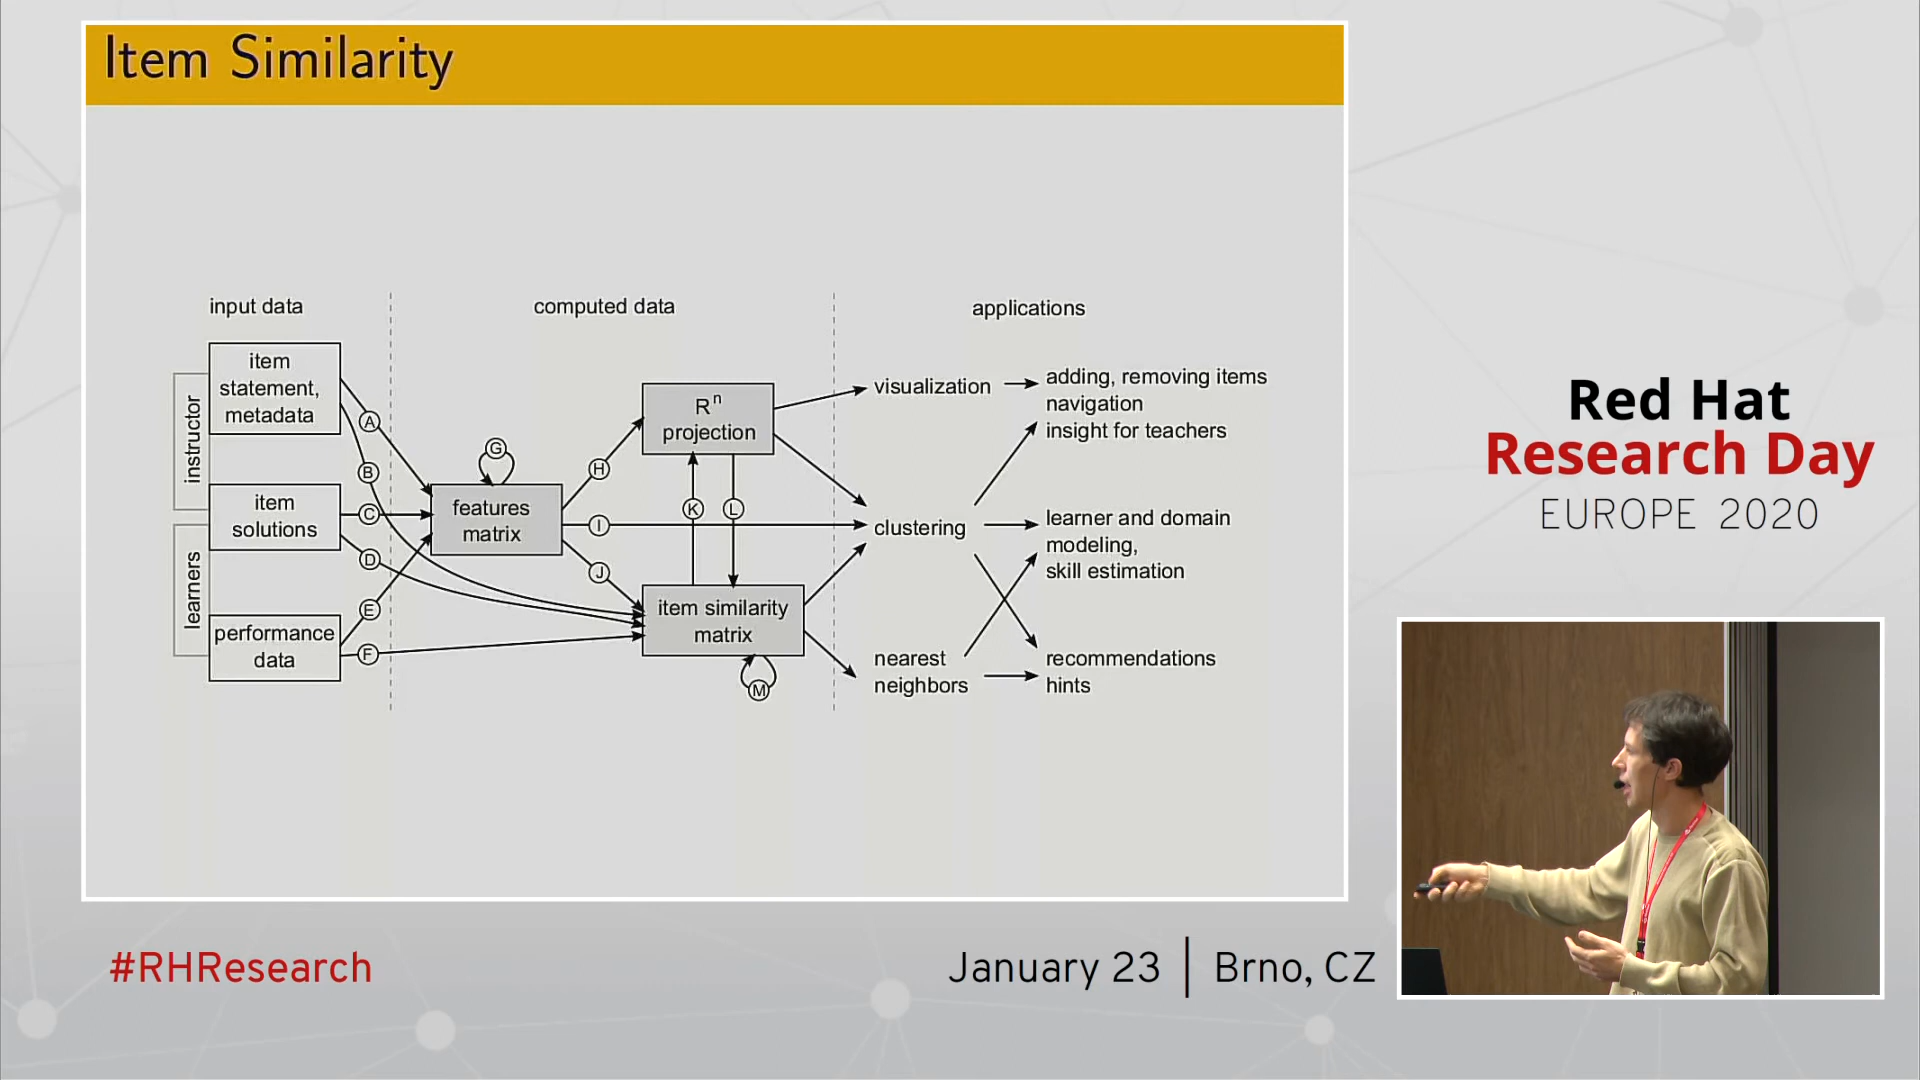 Item Similarity
input data
computed data
applications
instructor
learners
item
statement,
metadata
item
solutions
performance
data
A
B
C
D
E
F
G
features
matrix
H
I
J
R^n
projection
K
L
item similarity
matrix
M
visualization
clustering
nearest
neighbors
adding, removing items
navigation
insight for teachers
learner and domain
modeling,
skill estimation
recommendations
hints
Red Hat
Research Day
EUROPE 2020
#RHResearch
January 23 | Brno, CZ